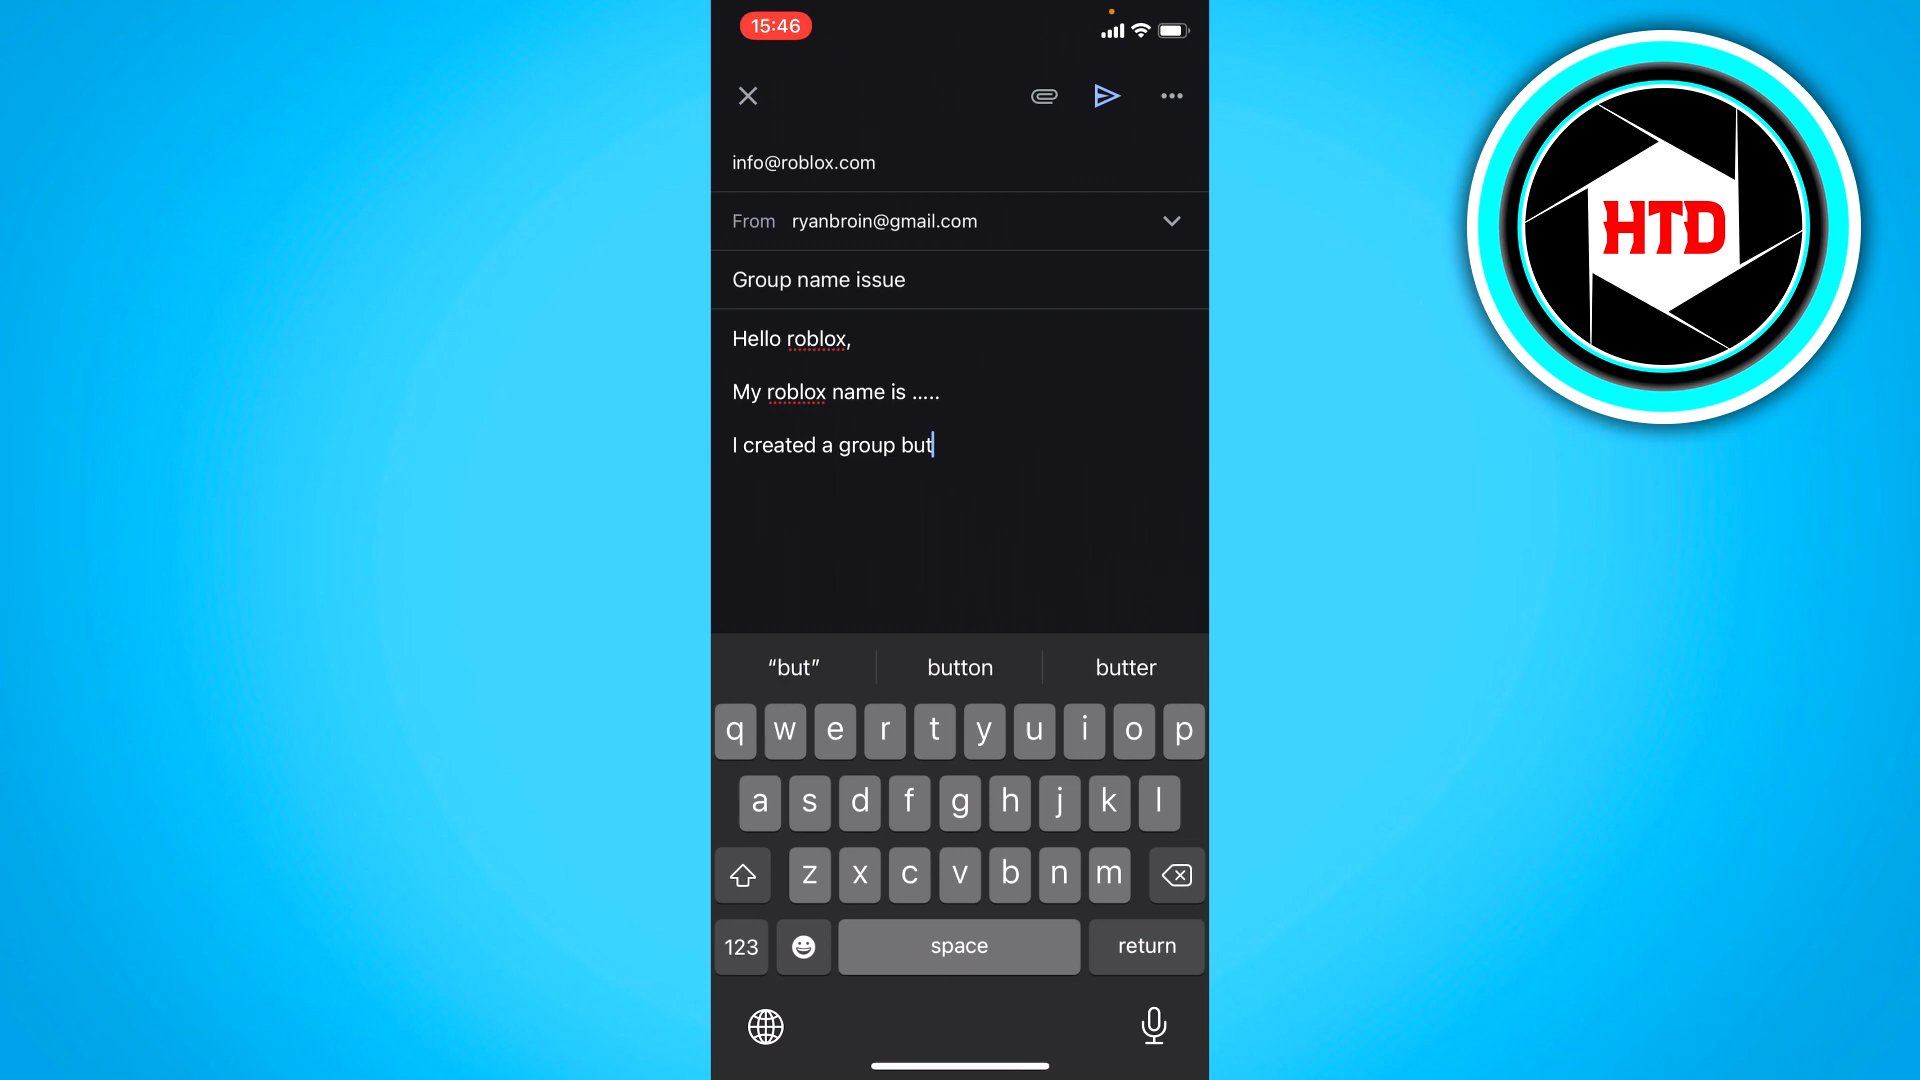 15:46
info@roblox.com
From ryanbroin@gmail.com
Group name issue
Hello roblox,
My roblox name is .....
I created a group but
“but” button butter
q w e r t y u i o p
a s d f g h j k l
z x c v b n m
123 space return
HTD